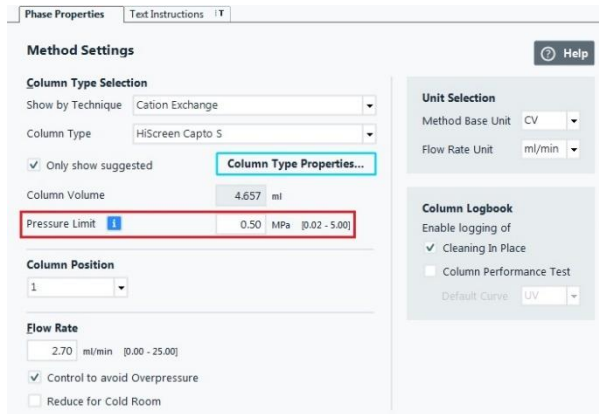 Phase Properties
Text Instructions T
Method Settings
Help
Column Type Selection
Show by Technique Cation Exchange
Column Type HiScreen Capto S
Only show suggested Column Type Properties...
Column Volume 4.657 ml
Pressure Limit i 0.50 MPa [0.02 - 5.00]
Column Position
1
Flow Rate
2.70 ml/min [0.00 - 25.00]
Control to avoid Overpressure
Reduce for Cold Room
Unit Selection
Method Base Unit CV
Flow Rate Unit ml/min
Column Logbook
Enable logging of
Cleaning In Place
Column Performance Test
Default Curve UV